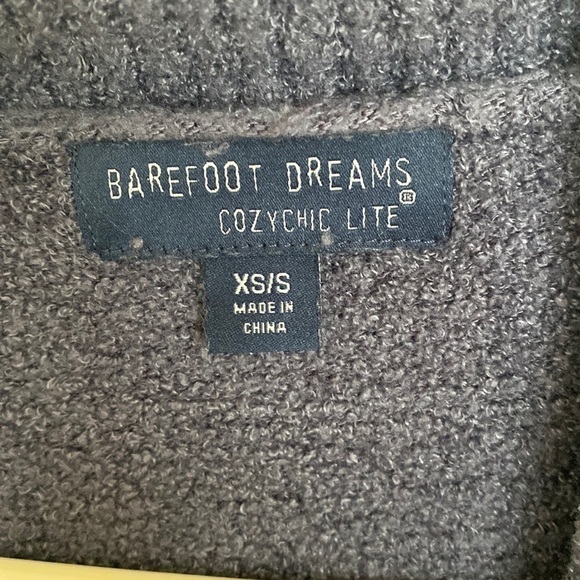 BAREFOOT DREAMS®
COZYCHIC LITE
XS/S
MADE IN
CHINA